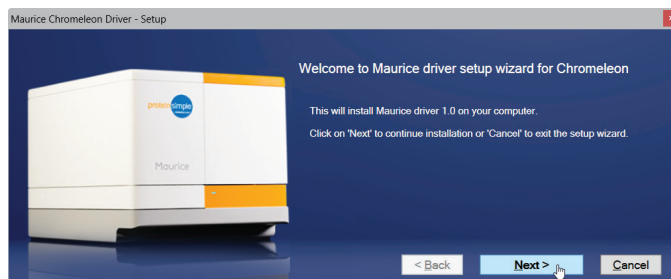 Maurice Chromeleon Driver - Setup
Welcome to Maurice driver setup wizard for Chromeleon
This will install Maurice driver 1.0 on your computer.
Click on 'Next' to continue installation or 'Cancel' to exit the setup wizard.
proteinsimple
Maurice
< Back
Next >
Cancel